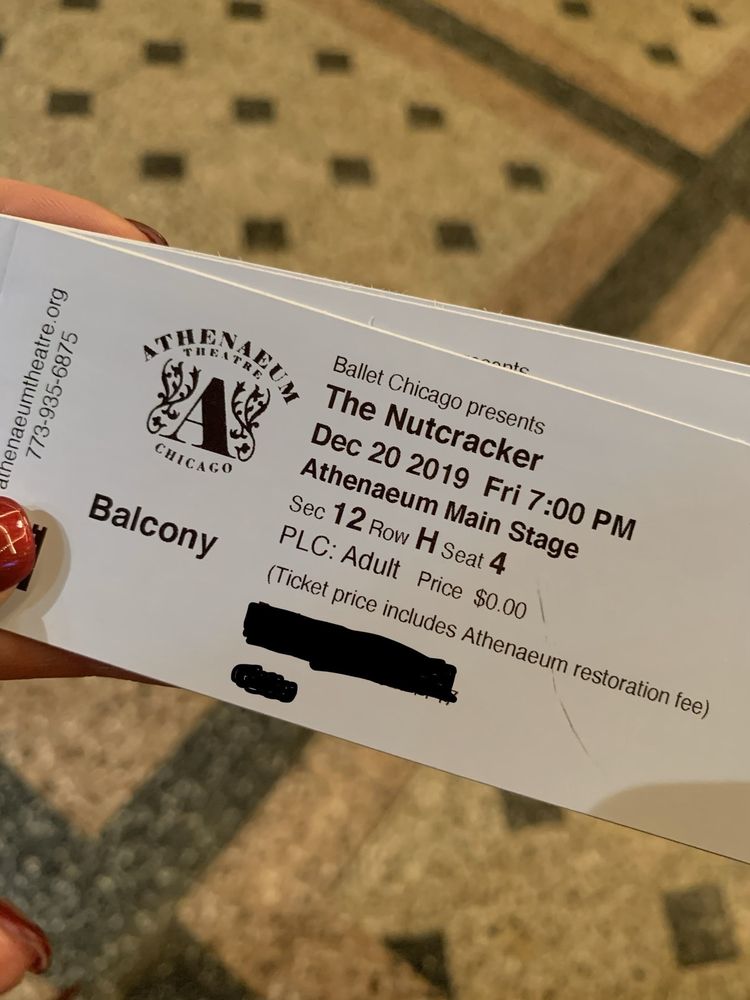 athenaeumtheatre.org
773-935-6875
ATHENAEUM
THEATRE
A
CHICAGO
Balcony
Ballet Chicago presents
The Nutcracker
Dec 20 2019 Fri 7:00 PM
Athenaeum Main Stage
Sec 12 Row H Seat 4
PLC: Adult Price $0.00
(Ticket price includes Athenaeum restoration fee)